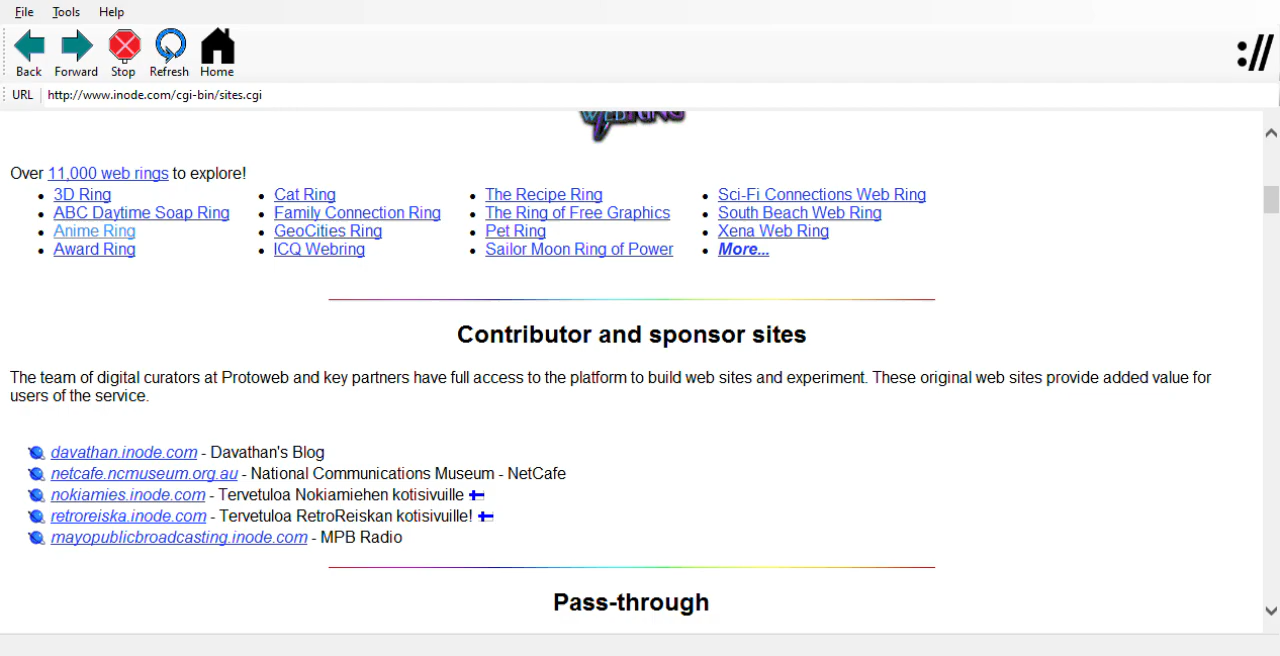 File Tools Help
Back Forward Stop Refresh Home
://
URL http://www.inode.com/cgi-bin/sites.cgi
WEBRING
Over 11,000 web rings to explore!
3D Ring
ABC Daytime Soap Ring
Anime Ring
Award Ring
Cat Ring
Family Connection Ring
GeoCities Ring
ICQ Webring
The Recipe Ring
The Ring of Free Graphics
Pet Ring
Sailor Moon Ring of Power
Sci-Fi Connections Web Ring
South Beach Web Ring
Xena Web Ring
More...
Contributor and sponsor sites
The team of digital curators at Protoweb and key partners have full access to the platform to build web sites and experiment. These original web sites provide added value for
users of the service.
davathan.inode.com - Davathan's Blog
netcafe.ncmuseum.org.au - National Communications Museum - NetCafe
nokiamies.inode.com - Tervetuloa Nokiamiehen kotisivuille
retroreiska.inode.com - Tervetuloa RetroReiskan kotisivuille!
mayopublicbroadcasting.inode.com - MPB Radio
Pass-through